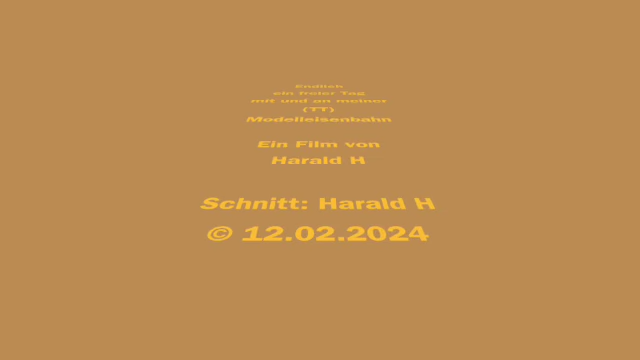 Endlich
ein freier Tag
mit und an meiner
(TT)
Modelleisenbahn
Ein Film von
Harald H
Schnitt: Harald H
© 12.02.2024